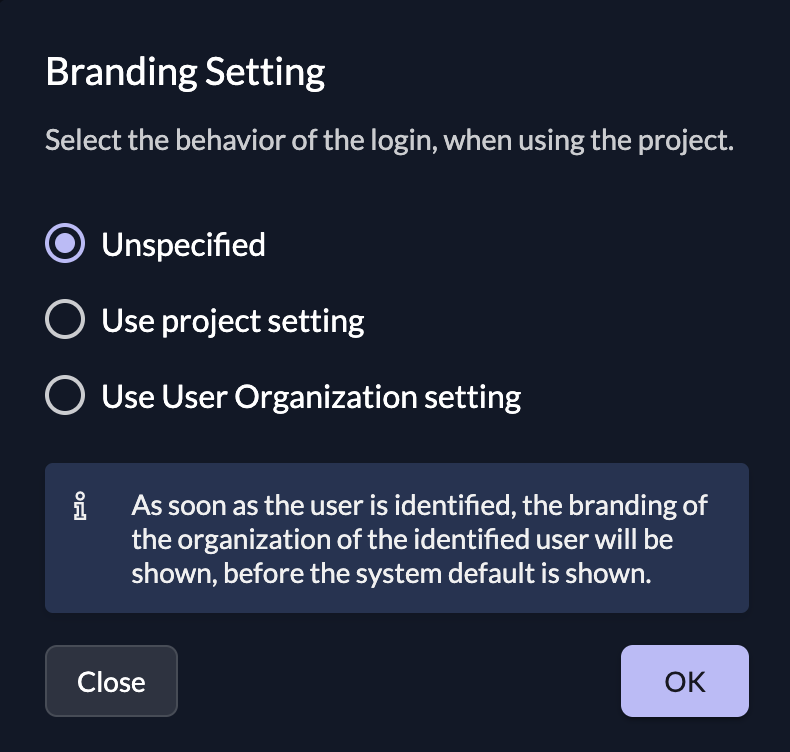 Branding Setting
Select the behavior of the login, when using the project.
Unspecified
Use project setting
Use User Organization setting
As soon as the user is identified, the branding of
the organization of the identified user will be
shown, before the system default is shown.
Close
OK